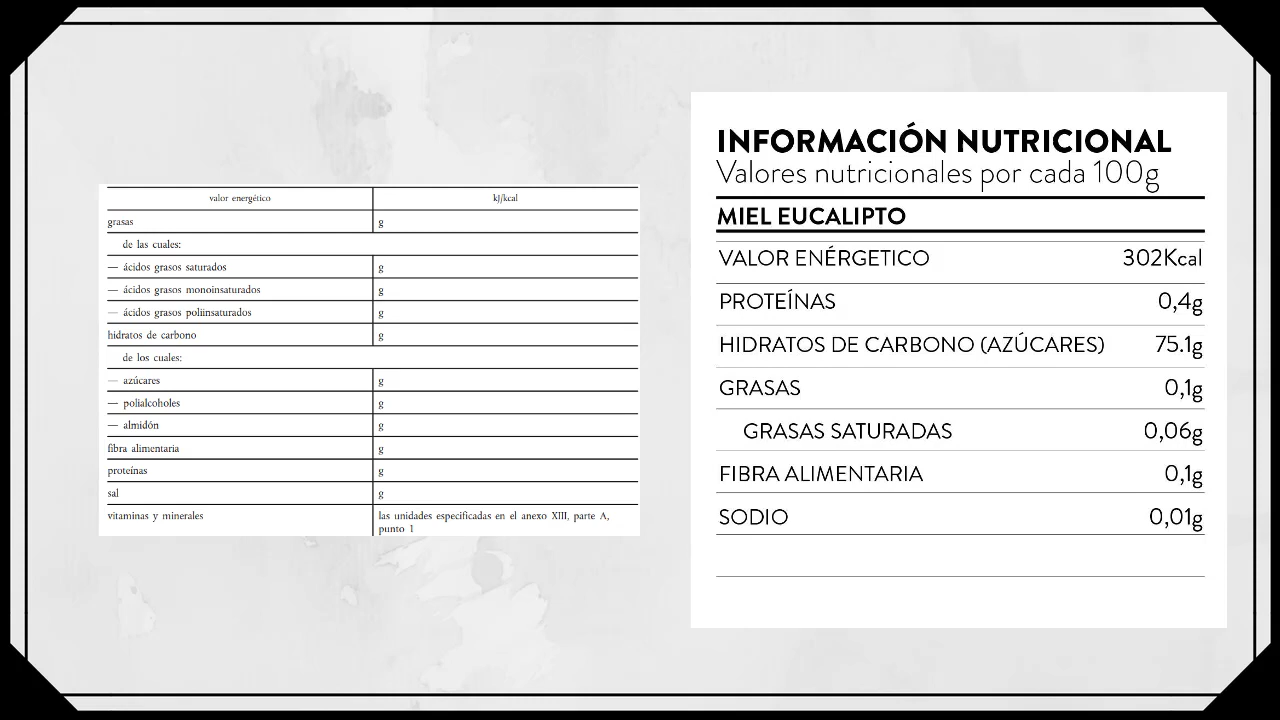 valor energético kJ/kcal
grasas g
de las cuales:
— ácidos grasos saturados g
— ácidos grasos monoinsaturados g
— ácidos grasos poliinsaturados g
hidratos de carbono g
de los cuales:
— azúcares g
— polialcoholes g
— almidón g
fibra alimentaria g
proteínas g
sal g
vitaminas y minerales las unidades especificadas en el anexo XIII, parte A,
punto 1
INFORMACIÓN NUTRICIONAL
Valores nutricionales por cada 100g
MIEL EUCALIPTO
VALOR ENÉRGETICO 302Kcal
PROTEÍNAS 0,4g
HIDRATOS DE CARBONO (AZÚCARES) 75.1g
GRASAS 0,1g
GRASAS SATURADAS 0,06g
FIBRA ALIMENTARIA 0,1g
SODIO 0,01g